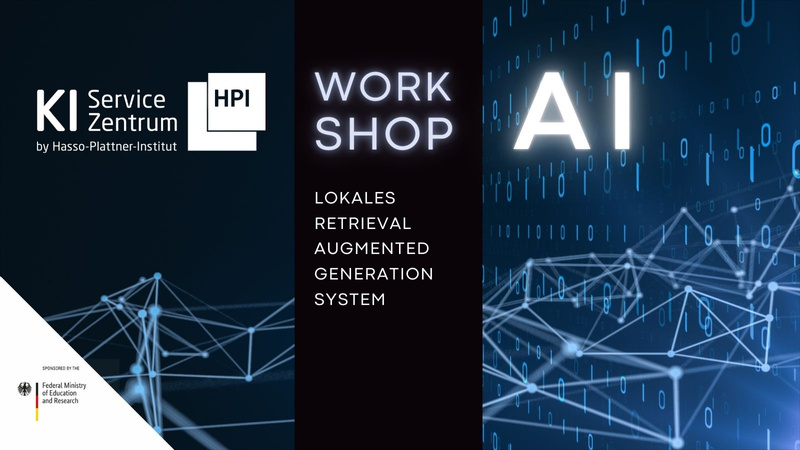 KI Service
Zentrum
by Hasso-Plattner-Institut
HPI
WORK
SHOP
LOKALES
RETRIEVAL
AUGMENTED
GENERATION
SYSTEM
AI
SPONSORED BY THE
Federal Ministry
of Education
and Research